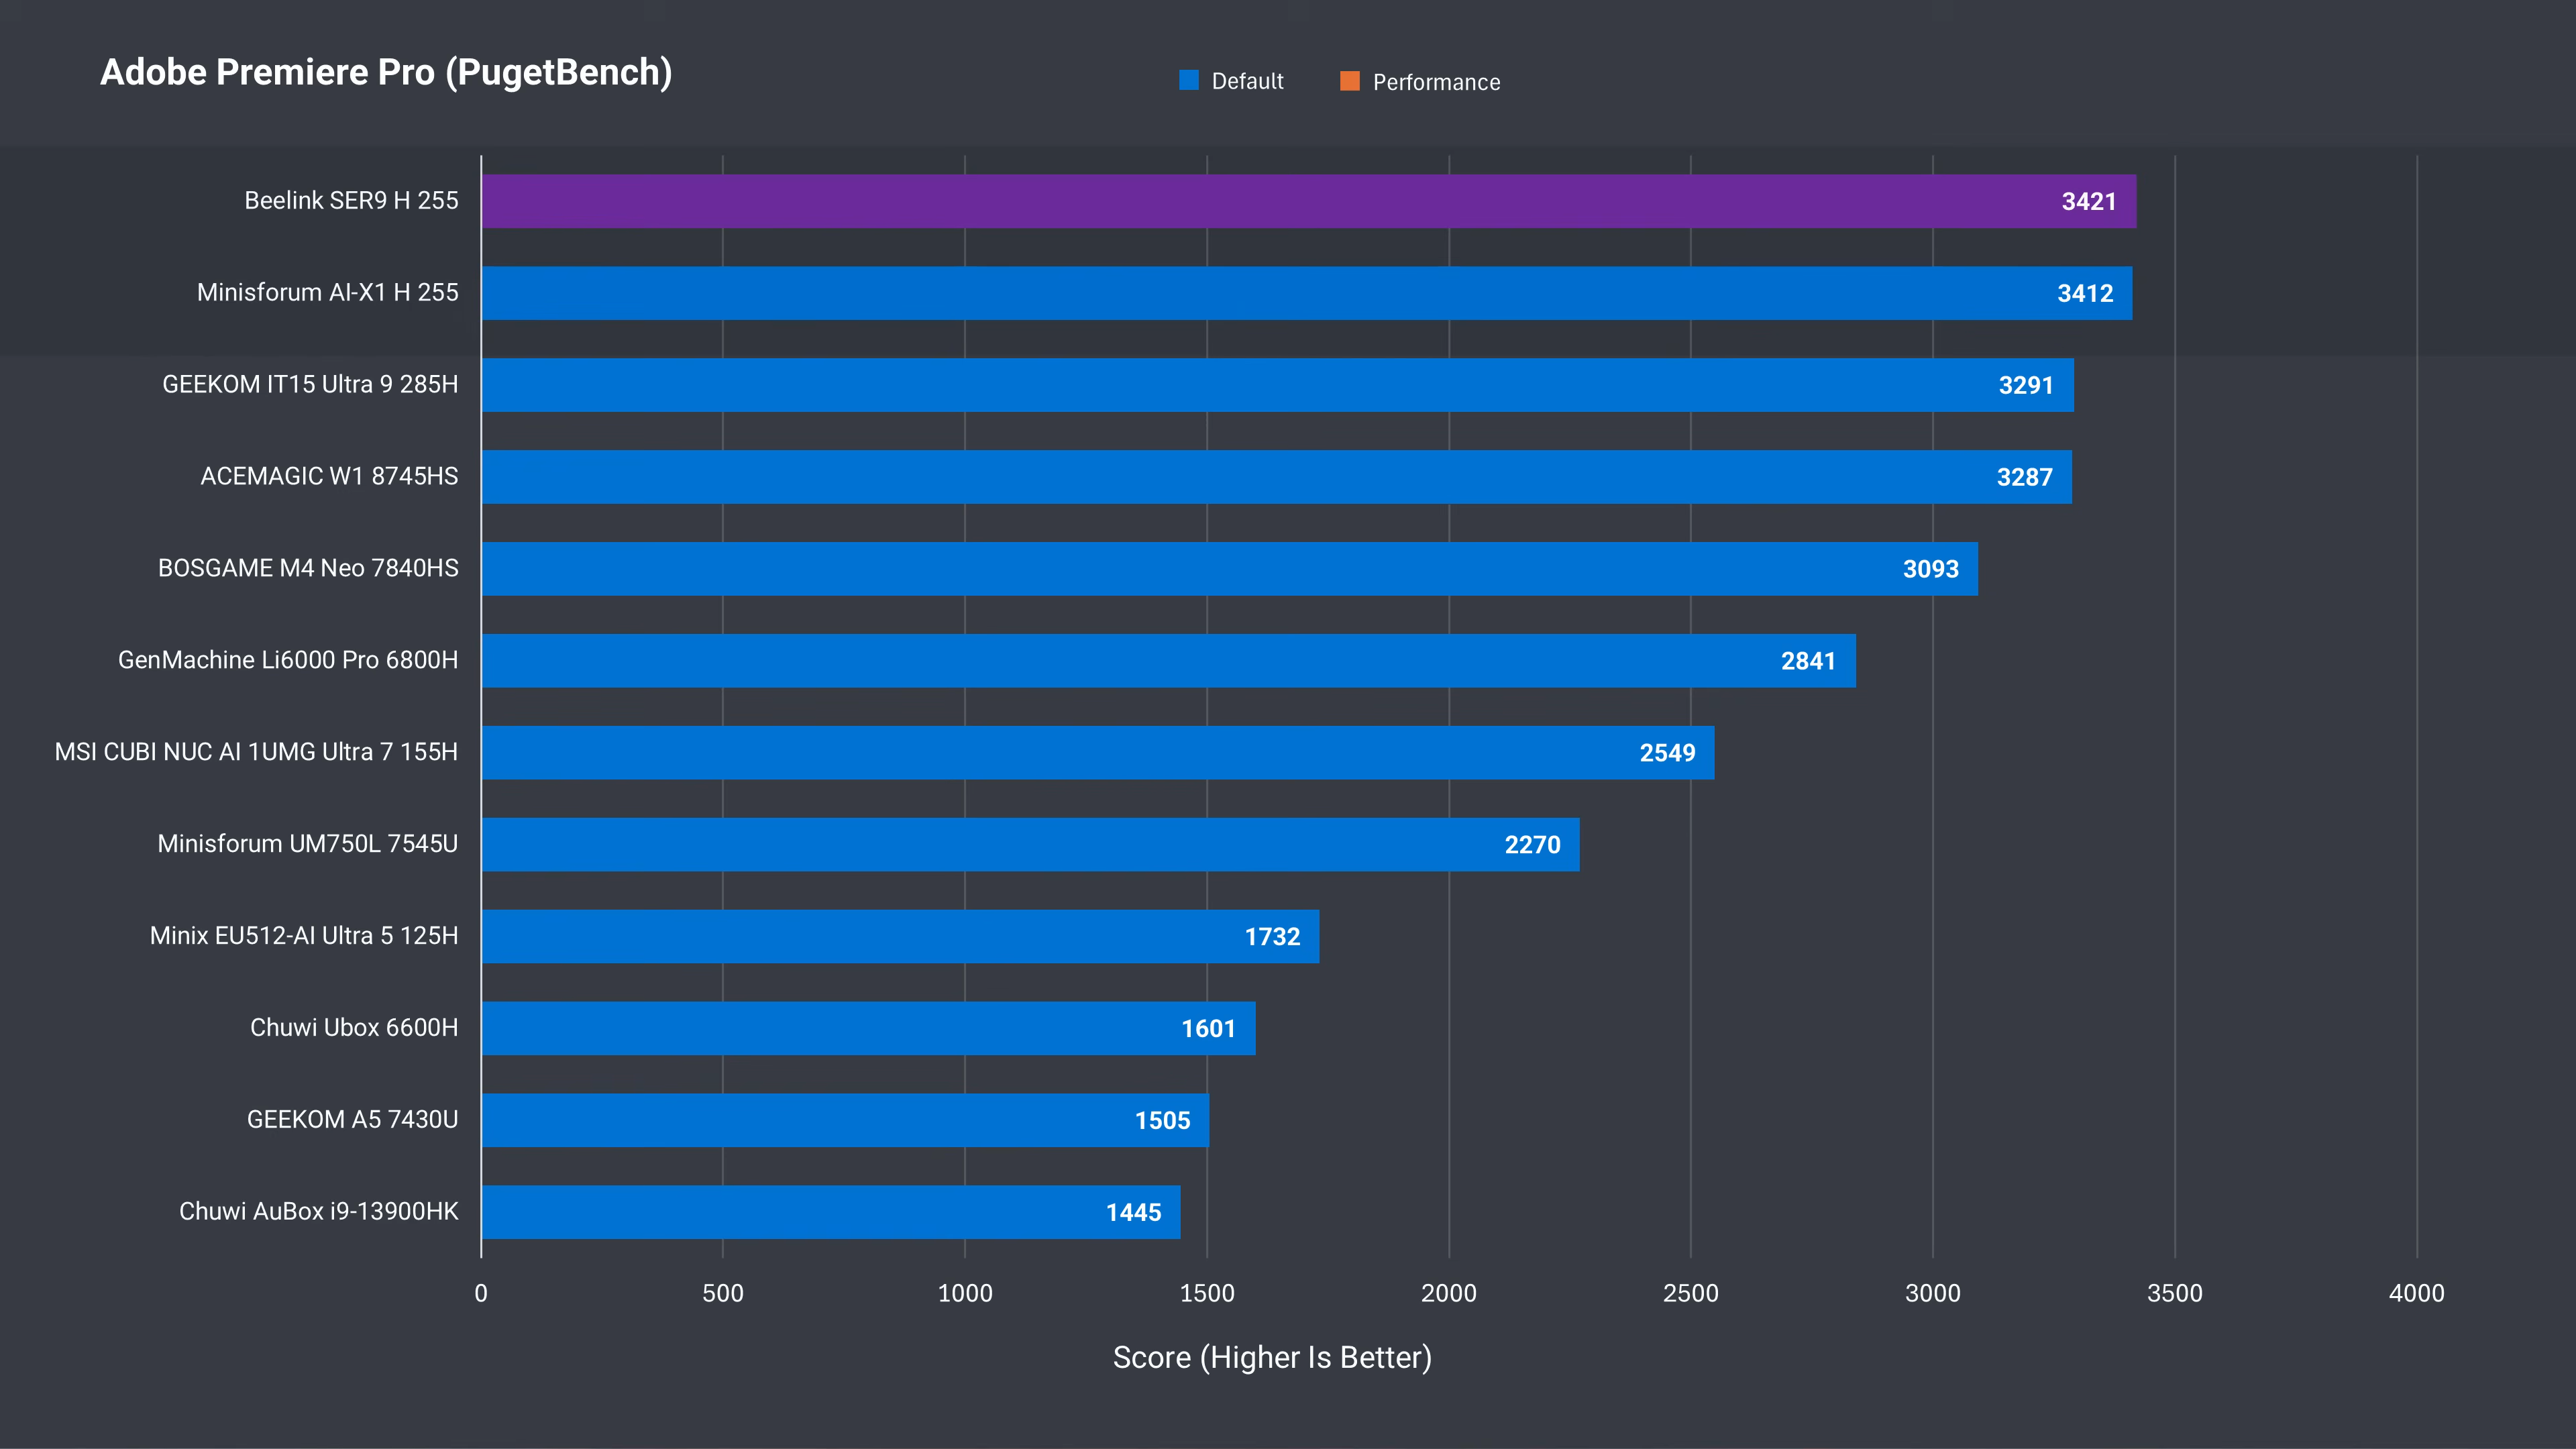 Adobe Premiere Pro (PugetBench)
Default
Performance
Beelink SER9 H 255
3421
Minisforum AI-X1 H 255
3412
GEEKOM IT15 Ultra 9 285H
3291
ACEMAGIC W1 8745HS
3287
BOSGAME M4 Neo 7840HS
3093
GenMachine Li6000 Pro 6800H
2841
MSI CUBI NUC AI 1UMG Ultra 7 155H
2549
Minisforum UM750L 7545U
2270
Minix EU512-AI Ultra 5 125H
1732
Chuwi Ubox 6600H
1601
GEEKOM A5 7430U
1505
Chuwi AuBox i9-13900HK
1445
0 500 1000 1500 2000 2500 3000 3500 4000
Score (Higher Is Better)